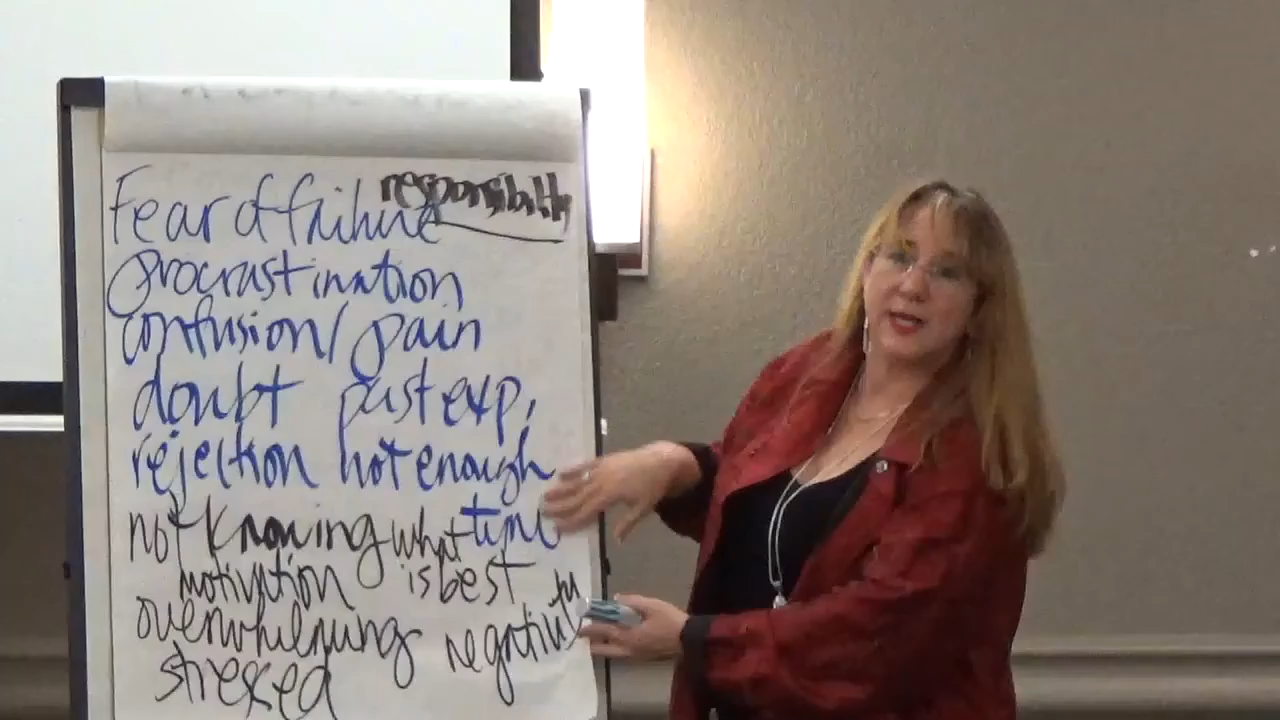 Fear of failure responsibilty
procrastination
confusion/pain
doubt past exp,
rejection not enough
not knowing what time
motivation is best
overwhelming negativity
stressed